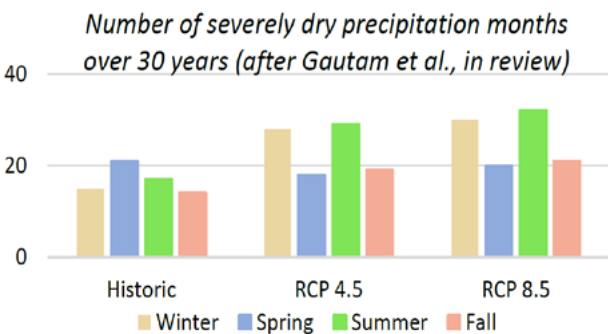 Number of severely dry precipitation months
over 30 years (after Gautam et al., in review)
40
20
0
Historic RCP 4.5 RCP 8.5
Winter Spring Summer Fall